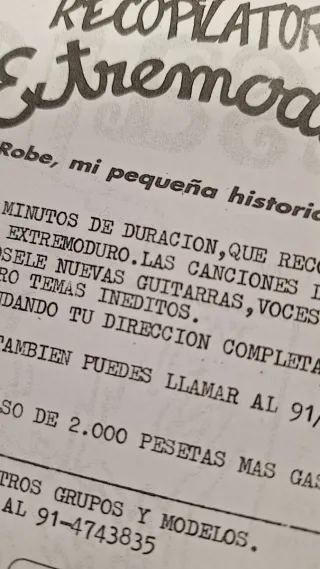 RECOPILATOR
Extremod
Robe, mi pequeña historia
MINUTOS DE DURACION,QUE RECO
EXTREMODURO.LAS CANCIONES
OSELE NUEVAS GUITARRAS,VOCES
RO TEMAS INEDITOS.
NDANDO TU DIRECCION COMPLETA
TAMBIEN PUEDES LLAMAR AL 91/
SO DE 2.000 PESETAS MAS GAS
TROS GRUPOS Y MODELOS.
AL 91-4743835